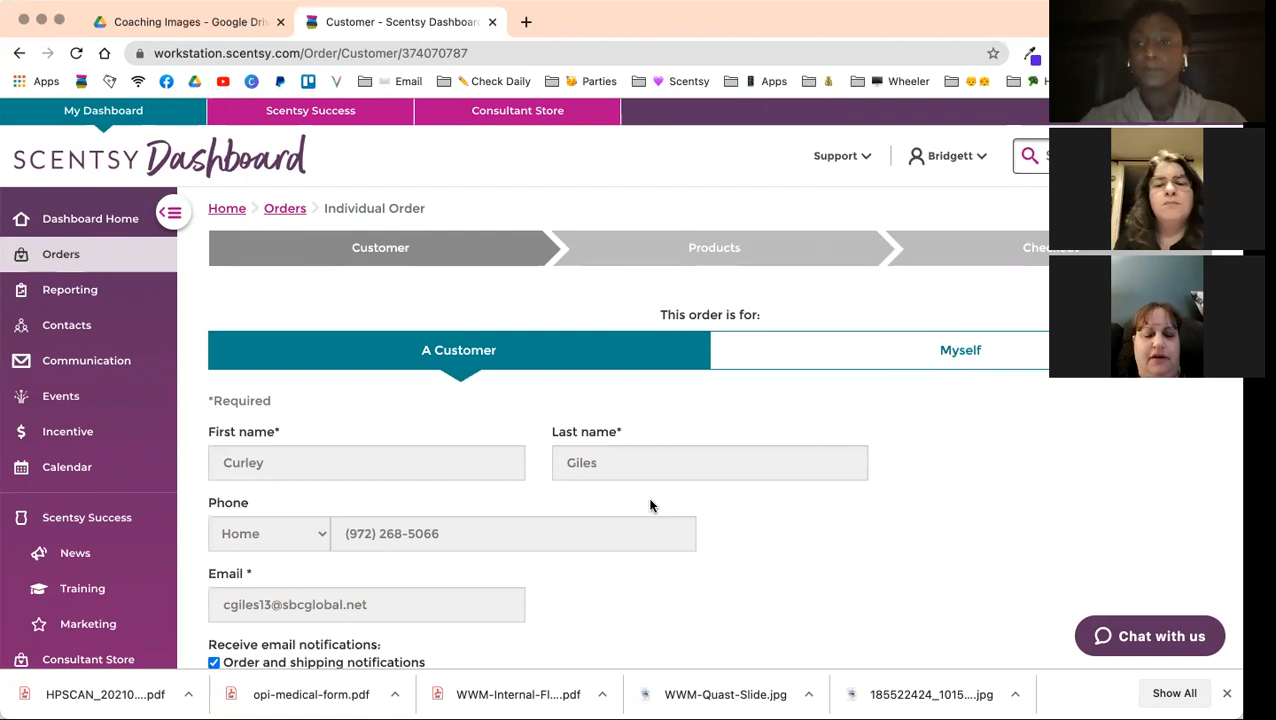 Coaching Images - Google Dri
Customer - Scentsy Dashboar
workstation.scentsy.com/Order/Customer/374070787
Apps
Email
Check Daily
Parties
Scentsy
Apps
Wheeler
My Dashboard
Scentsy Success
Consultant Store
SCENTSY Dashboard
Support
Bridgett
Home
Orders
Individual Order
Dashboard Home
Orders
Reporting
Contacts
Communication
Events
Incentive
Calendar
Scentsy Success
News
Training
Marketing
Consultant Store
Customer
Products
This order is for:
A Customer
Myself
*Required
First name*
Last name*
Curley
Giles
Phone
Home
(972) 268-5066
Email *
cgiles13@sbcglobal.net
Receive email notifications:
Order and shipping notifications
Chat with us
HPSCAN_20210....pdf
opi-medical-form.pdf
WWM-Internal-Fl....pdf
WWM-Quast-Slide.jpg
185522424_1015....jpg
Show All